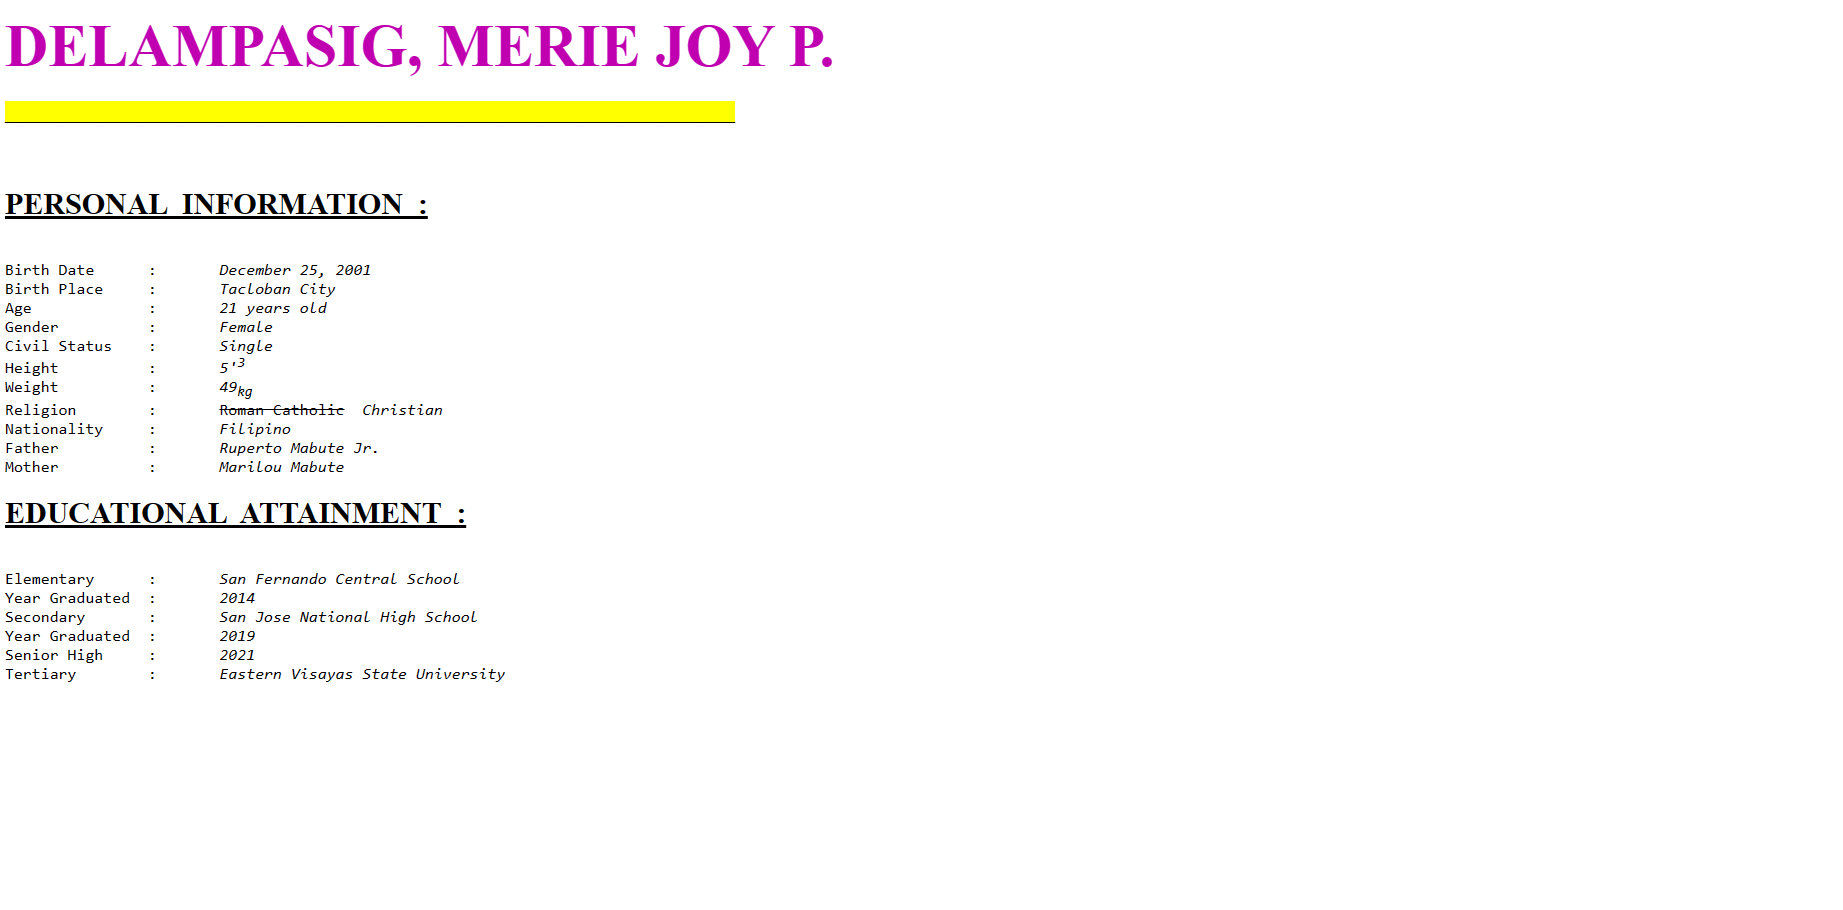 DELAMPASIG, MERIE JOY P.
PERSONAL INFORMATION :
Birth Date : December 25, 2001
Birth Place : Tacloban City
Age : 21 years old
Gender : Female
Civil Status : Single
Height : 5'3
Weight : 49kg
Religion : Roman Catholic Christian
Nationality : Filipino
Father : Ruperto Mabute Jr.
Mother : Marilou Mabute
EDUCATIONAL ATTAINMENT :
Elementary : San Fernando Central School
Year Graduated : 2014
Secondary : San Jose National High School
Year Graduated : 2019
Senior High : 2021
Tertiary : Eastern Visayas State University